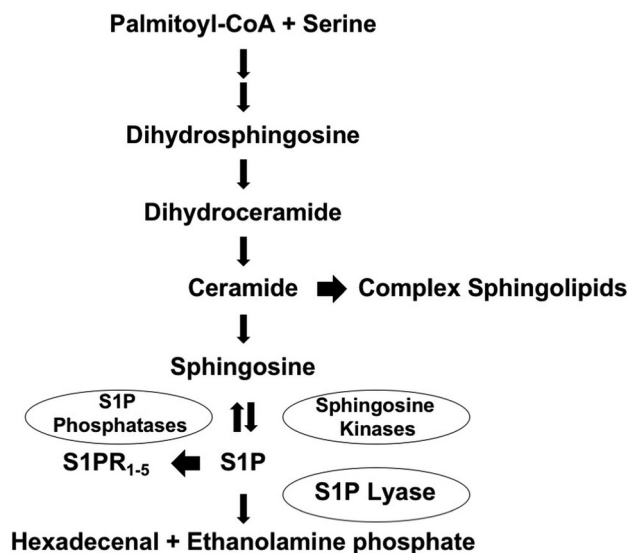 Palmitoyl-CoA + Serine
Dihydrosphingosine
Dihydroceramide
Ceramide
Complex Sphingolipids
Sphingosine
S1P
Phosphatases
Sphingosine
Kinases
S1PR1-5
S1P
S1P Lyase
Hexadecenal + Ethanolamine phosphate